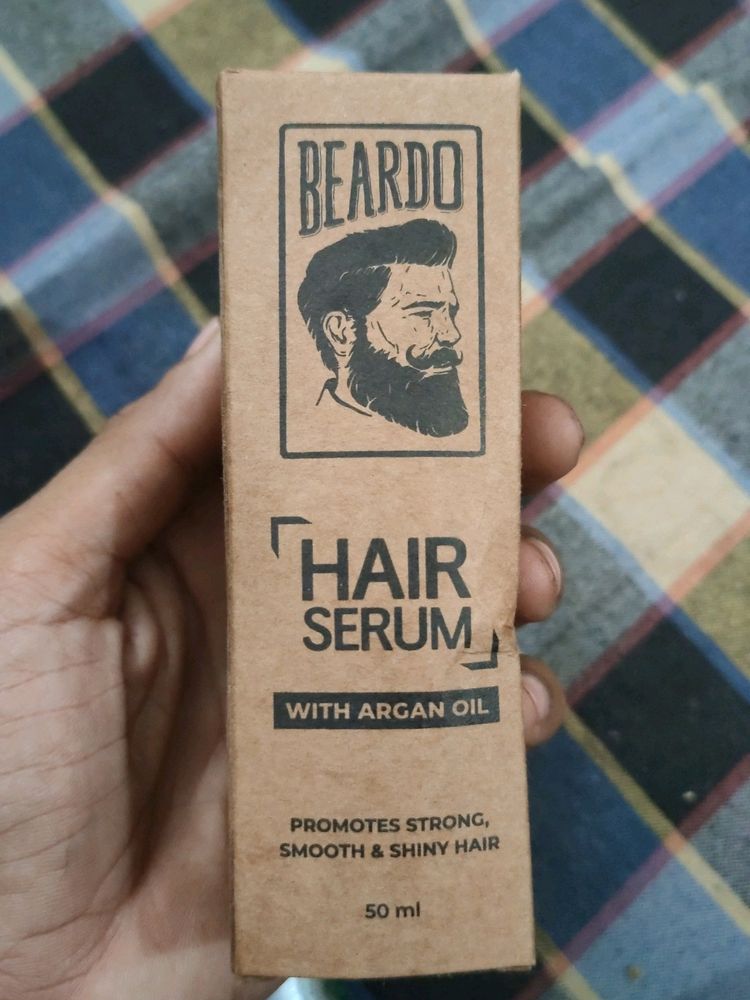 BEARDO
HAIR
SERUM
WITH ARGAN OIL
PROMOTES STRONG,
SMOOTH & SHINY HAIR
50 ml